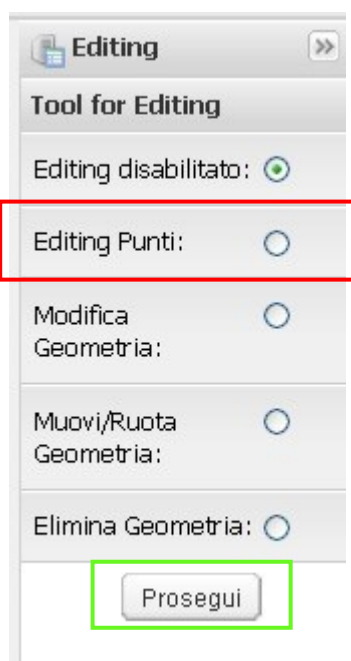 Editing
Tool for Editing
Editing disabilitato:
Editing Punti:
Modifica
Geometria:
Muovi/Ruota
Geometria:
Elimina Geometria:
Prosegui